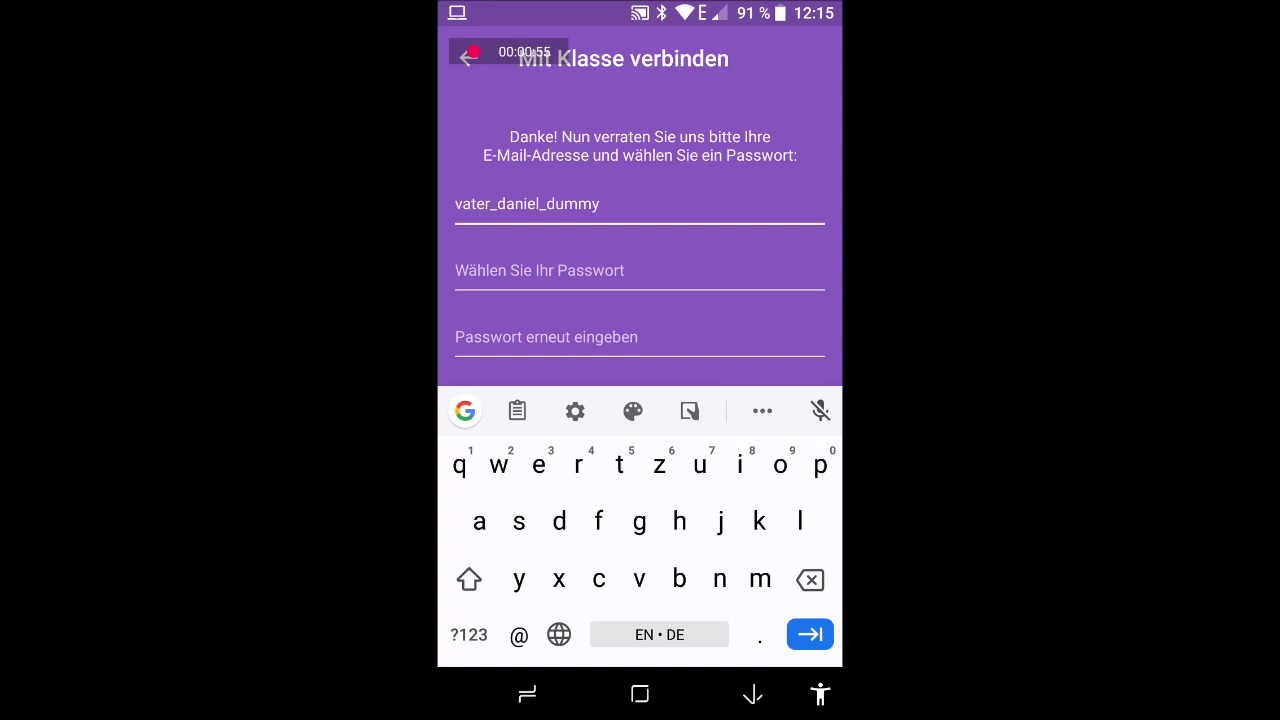 91 % 12:15
00:00:55
Mit Klasse verbinden
Danke! Nun verraten Sie uns bitte Ihre
E-Mail-Adresse und wählen Sie ein Passwort:
vater_daniel_dummy
Wählen Sie Ihr Passwort
Passwort erneut eingeben
1 2 3 4 5 6 7 8 9 0
q w e r t z u i o p
a s d f g h j k l
y x c v b n m
?123 @ EN • DE .